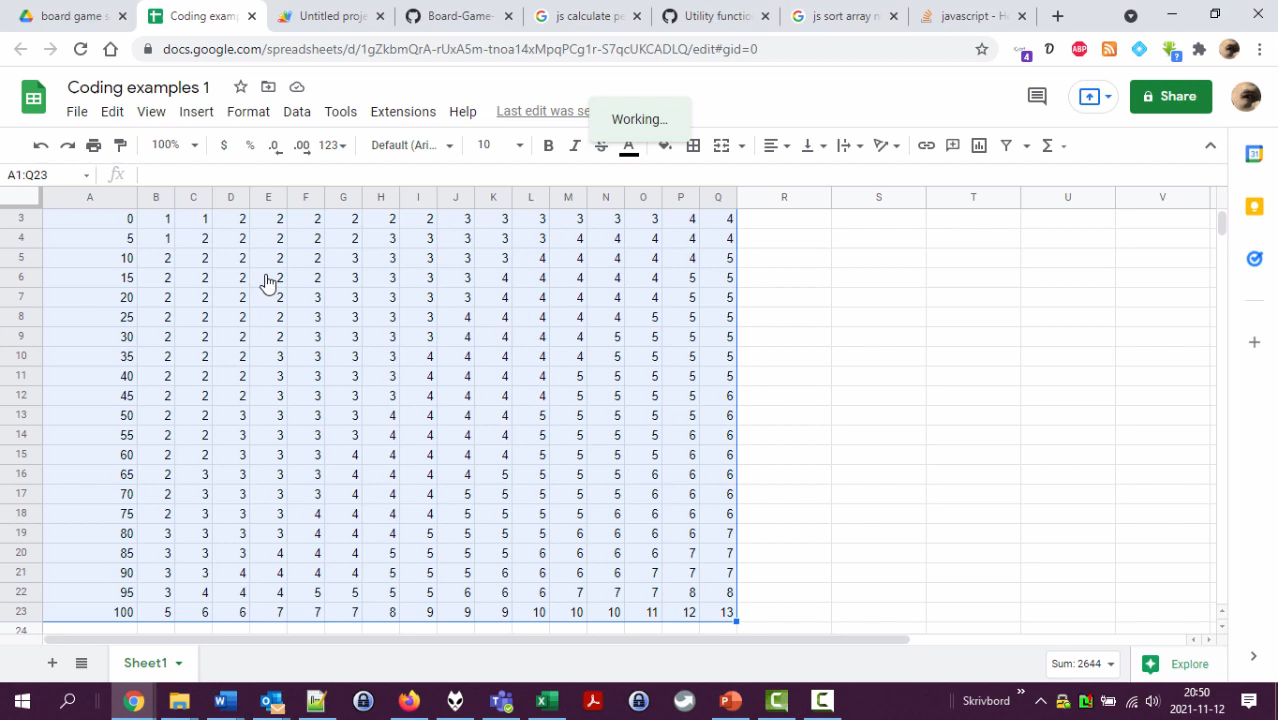 board game s
Coding examp
Untitled proje
Board-Game-
js calculate pe
Utility functio
js sort array n
javascript - Ho
docs.google.com/spreadsheets/d/1gZkbmQrA-rUxA5m-tnoa14xMpqPCg1r-S7qcUKCADLQ/edit#gid=0
4 ABP ?
Coding examples 1
Working...
Share
File Edit View Insert Format Data Tools Extensions Help Last edit was se
100% $ % .0 .00 123 Default (Ari... 10 B I S A Σ
A1:Q23 fx
A B C D E F G H I J K L M N O P Q R S T U V
3 0 1 1 2 2 2 2 2 2 3 3 3 3 3 3 4 4
4 5 1 2 2 2 2 2 3 3 3 3 3 4 4 4 4 4
5 10 2 2 2 2 2 3 3 3 3 3 4 4 4 4 4 5
6 15 2 2 2 2 2 3 3 3 3 4 4 4 4 4 5 5
7 20 2 2 2 2 3 3 3 3 3 4 4 4 4 4 5 5
8 25 2 2 2 2 3 3 3 3 4 4 4 4 4 5 5 5
9 30 2 2 2 2 3 3 3 3 4 4 4 4 5 5 5 5
10 35 2 2 2 3 3 3 3 4 4 4 4 4 5 5 5 5
11 40 2 2 2 3 3 3 3 4 4 4 4 5 5 5 5 5
12 45 2 2 2 3 3 3 3 4 4 4 4 5 5 5 5 6
13 50 2 2 2 3 3 3 4 4 4 4 5 5 5 5 5 6
14 55 2 2 3 3 3 3 4 4 4 4 5 5 5 5 6 6
15 60 2 2 3 3 3 4 4 4 4 4 5 5 5 5 6 6
16 65 2 3 3 3 3 4 4 4 4 5 5 5 5 6 6 6
17 70 2 3 3 3 3 4 4 4 5 5 5 5 5 6 6 6
18 75 2 3 3 3 4 4 4 4 5 5 5 5 6 6 6 6
19 80 3 3 3 3 4 4 4 5 5 5 5 6 6 6 6 7
20 85 3 3 3 4 4 4 5 5 5 5 6 6 6 6 7 7
21 90 3 3 4 4 4 4 5 5 5 6 6 6 6 7 7 7
22 95 3 4 4 4 5 5 5 5 6 6 6 7 7 7 8 8
23 100 5 6 6 7 7 7 8 9 9 9 10 10 10 11 12 13
24
Sheet1
Sum: 2644
Explore
Skrivbord
20:50
2021-11-12